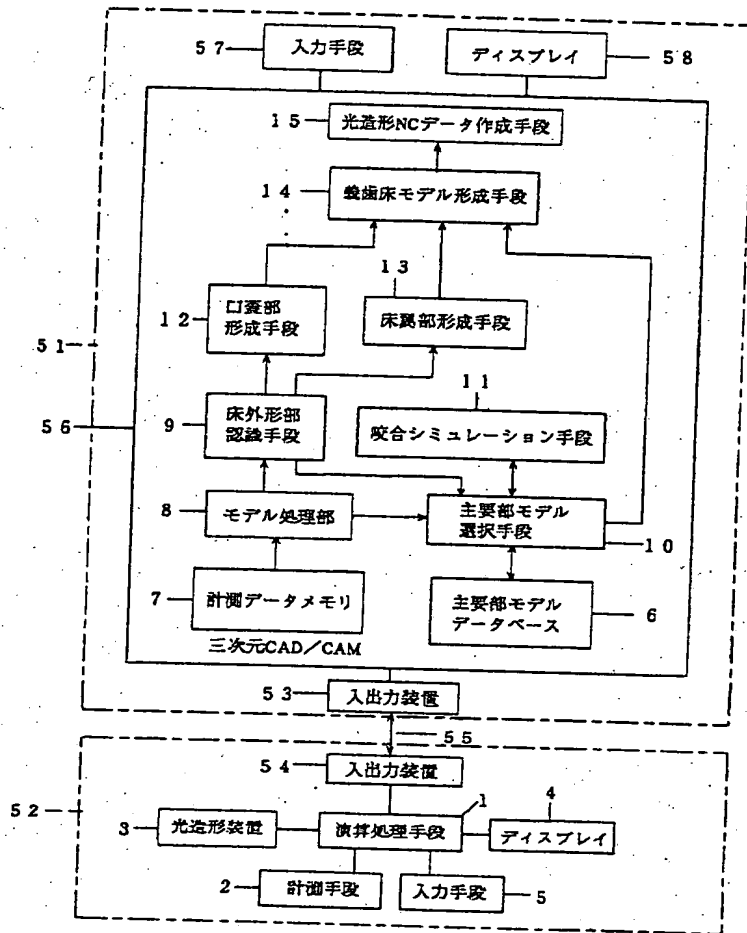 57 入力手段 ディスプレイ 58
15 光造形NCデータ作成手段
14 義歯床モデル形成手段
13
12 口蓋部
形成手段
床翼部形成手段
51
11
56
9 床外形部
認識手段
咬合シミュレーション手段
8 モデル処理部
主要部モデル
選択手段
10
7 計測データメモリ
主要部モデル
データベース
6
三次元CAD/CAM
53 入出力装置
55
54 入出力装置
52
1 4
3 光造形装置 演算処理手段 ディスプレイ
2 計測手段 入力手段 5